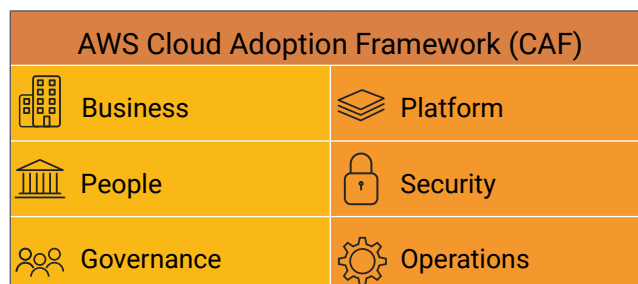 AWS Cloud Adoption Framework (CAF)
Business
Platform
People
Security
Governance
Operations